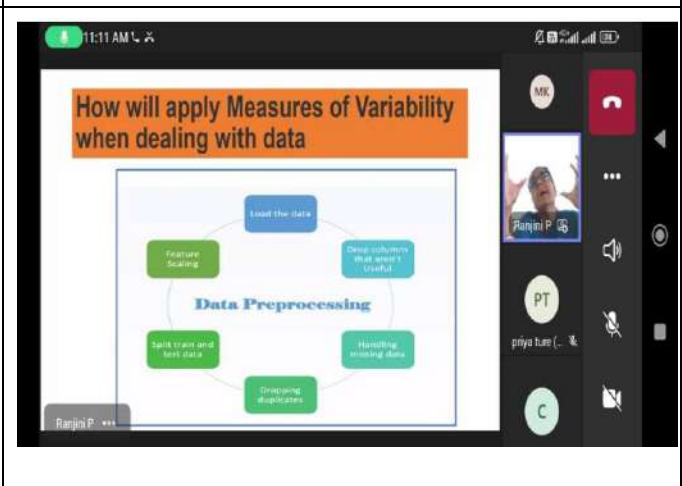 11:11 AM
How will apply Measures of Variability
when dealing with data
Load the data
Drop columns
that aren't
Useful
Handling
missing data
Dropping
duplicates
Split train and
test data
Feature
Scaling
Data Preprocessing
Ranjini P
MK
Ranjini P
PT
priya ture (...
C